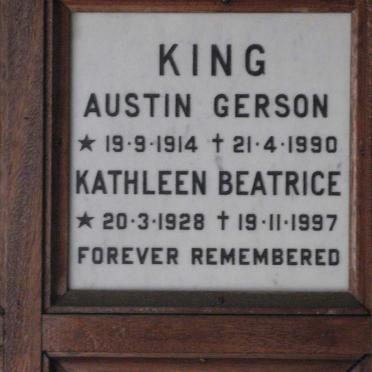 KING
AUSTIN GERSON
★ 19·9·1914 ✝ 21·4·1990
KATHLEEN BEATRICE
★ 20·3·1928 ✝ 19·11·1997
FOREVER REMEMBERED